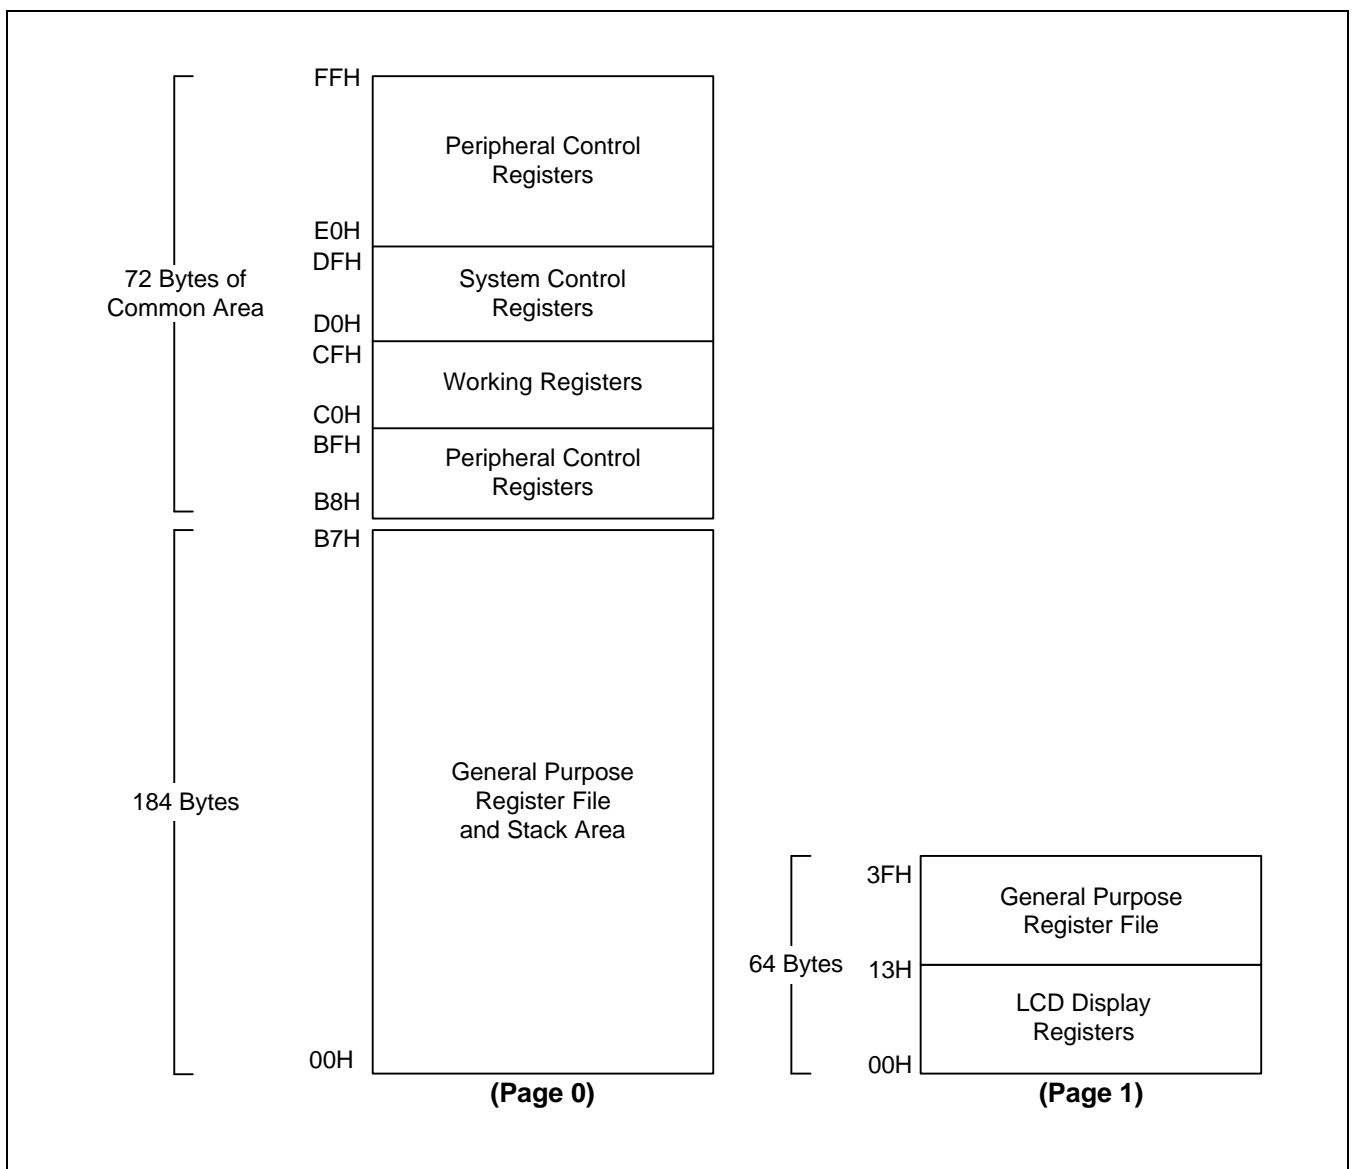 FFH
Peripheral Control
Registers
E0H
DFH
72 Bytes of
Common Area
System Control
Registers
D0H
CFH
Working Registers
C0H
BFH
Peripheral Control
Registers
B8H
B7H
184 Bytes
General Purpose
Register File
and Stack Area
00H
(Page 0)
64 Bytes
3FH
General Purpose
Register File
13H
LCD Display
Registers
00H
(Page 1)